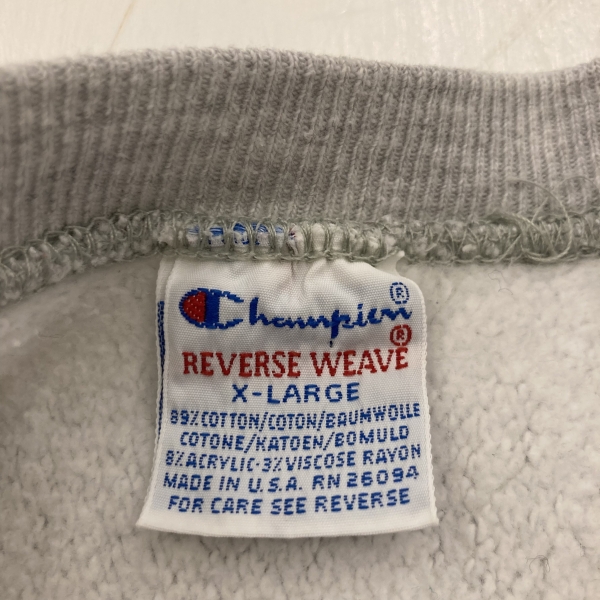 Champion®
REVERSE WEAVE®
X-LARGE
89% COTTON/COTON/BAUMWOLLE
COTONE/KATOEN/BOMULD
8% ACRYLIC·3% VISCOSE RAYON
MADE IN U.S.A. RN 26094
FOR CARE SEE REVERSE